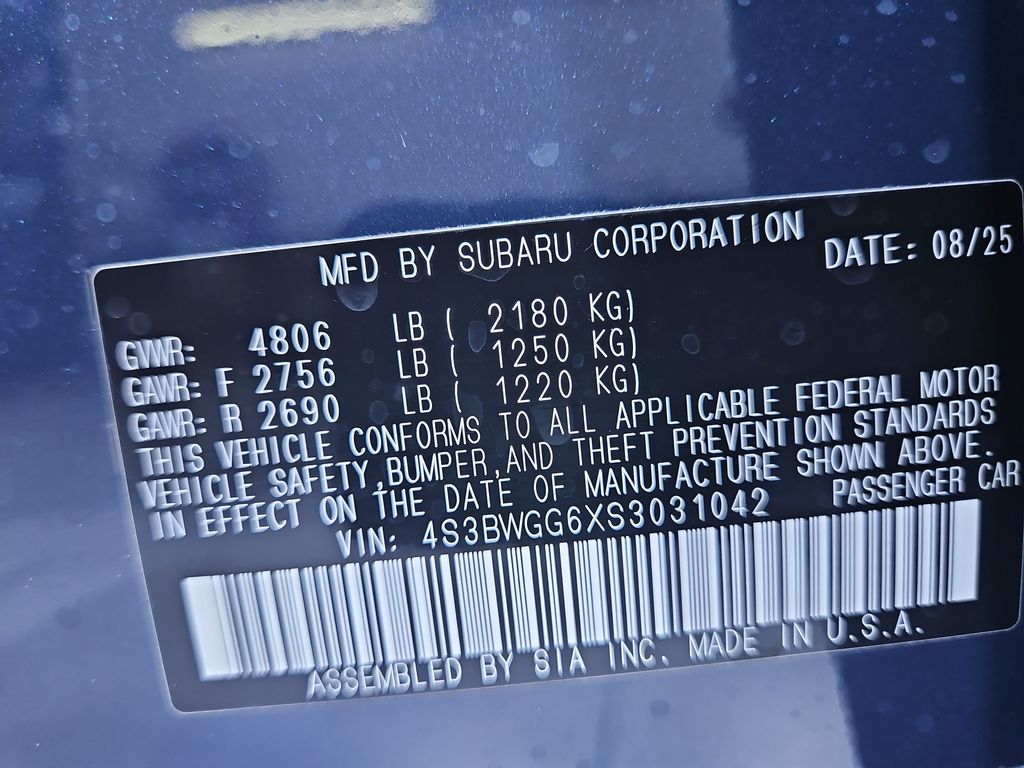 MFD BY SUBARU CORPORATION DATE: 08/25
GWR: 4806 LB ( 2180 KG)
GAWR: F 2756 LB ( 1250 KG)
GAWR: R 2690 LB ( 1220 KG)
THIS VEHICLE CONFORMS TO ALL APPLICABLE FEDERAL MOTOR
VEHICLE SAFETY,BUMPER,AND THEFT PREVENTION STANDARDS
IN EFFECT ON THE DATE OF MANUFACTURE SHOWN ABOVE.
VIN: 4S3BWGG6XS3031042 PASSENGER CAR
ASSEMBLED BY SIA INC. MADE IN U.S.A.